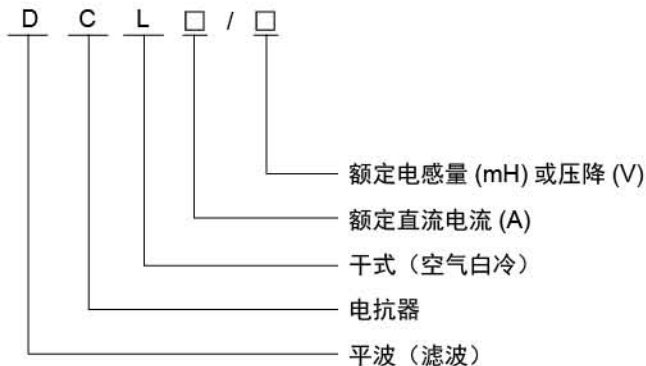 D C L □ / □
额定电感量 (mH) 或压降 (V)
额定直流电流 (A)
干式（空气白冷）
电抗器
平波（滤波）